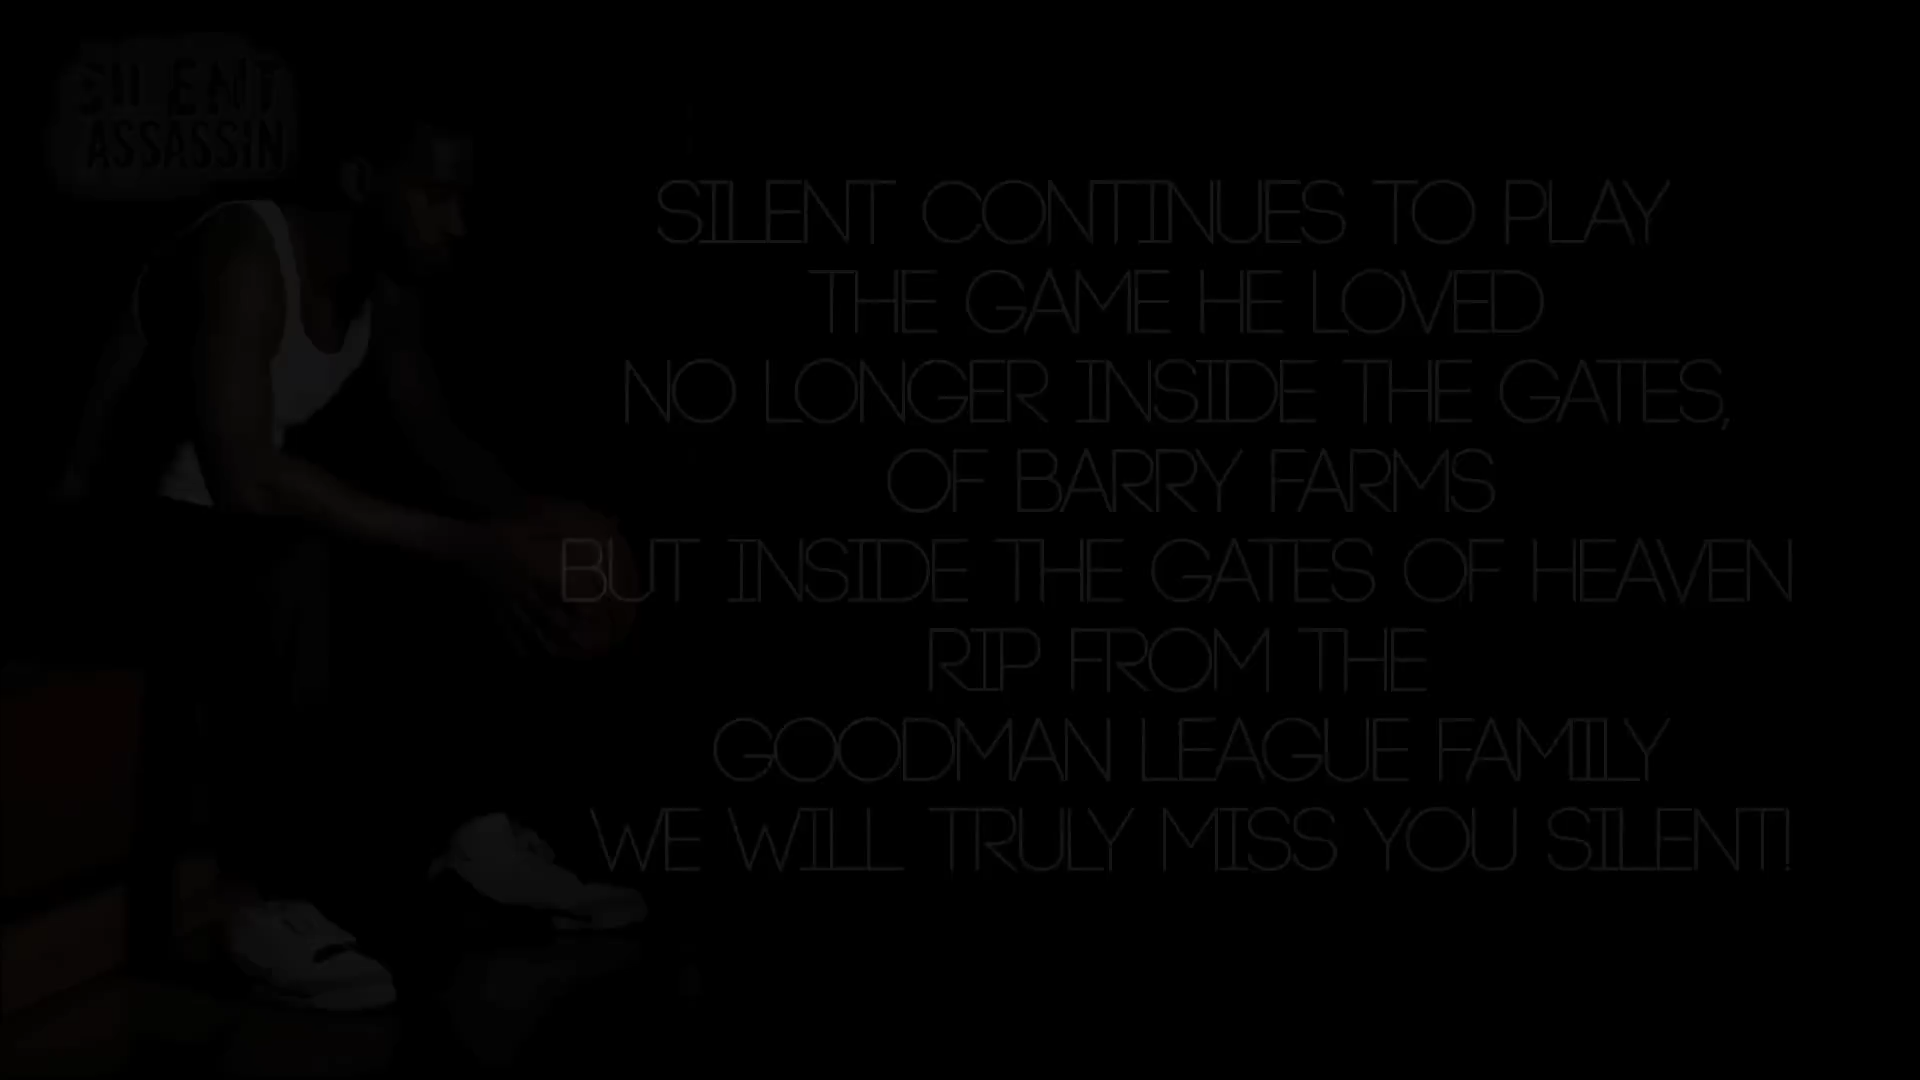 SILENT
ASSASSIN
SILENT CONTINUES TO PLAY
THE GAME HE LOVED
NO LONGER INSIDE THE GATES,
OF BARRY FARMS
BUT INSIDE THE GATES OF HEAVEN
RIP FROM THE
GOODMAN LEAGUE FAMILY
WE WILL TRULY MISS YOU SILENT!